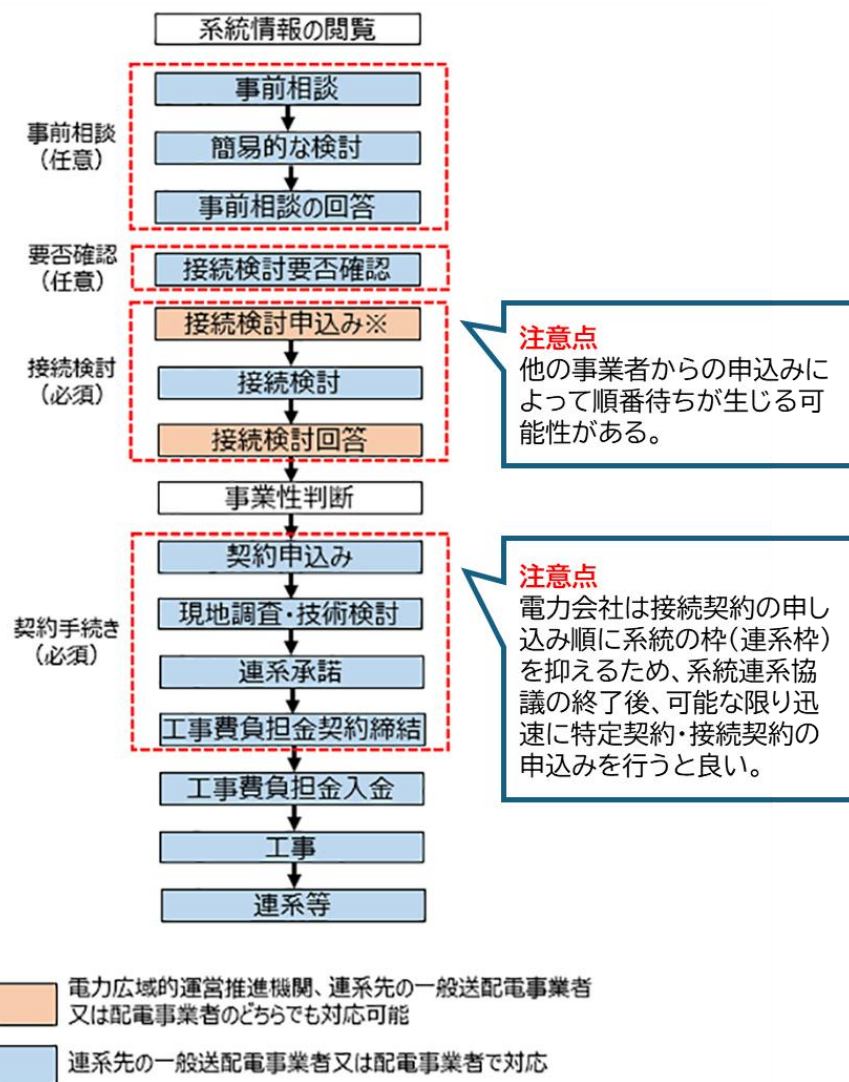 系統情報の閲覧
事前相談
(任意)
事前相談
簡易的な検討
事前相談の回答
要否確認
(任意)
接続検討要否確認
接続検討
(必須)
接続検討申込み※
接続検討
接続検討回答
注意点
他の事業者からの申込みに
よって順番待ちが生じる可
能性がある。
事業性判断
契約手続き
(必須)
契約申込み
現地調査・技術検討
連系承諾
工事費負担金契約締結
注意点
電力会社は接続契約の申し
込み順に系統の枠(連系枠)
を抑えるため、系統連系協
議の終了後、可能な限り迅
速に特定契約・接続契約の
申込みを行うと良い。
工事費負担金入金
工事
連系等
電力広域的運営推進機関、連系先の一般送配電事業者
又は配電事業者のどちらでも対応可能
連系先の一般送配電事業者又は配電事業者で対応